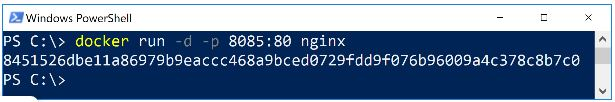 Windows PowerShell
PS C:\> docker run -d -p 8085:80 nginx
8451526dbe11a86979b9eaccc468a9bced0729fdd9f076b96009a4c378c8b7c0
PS C:\>